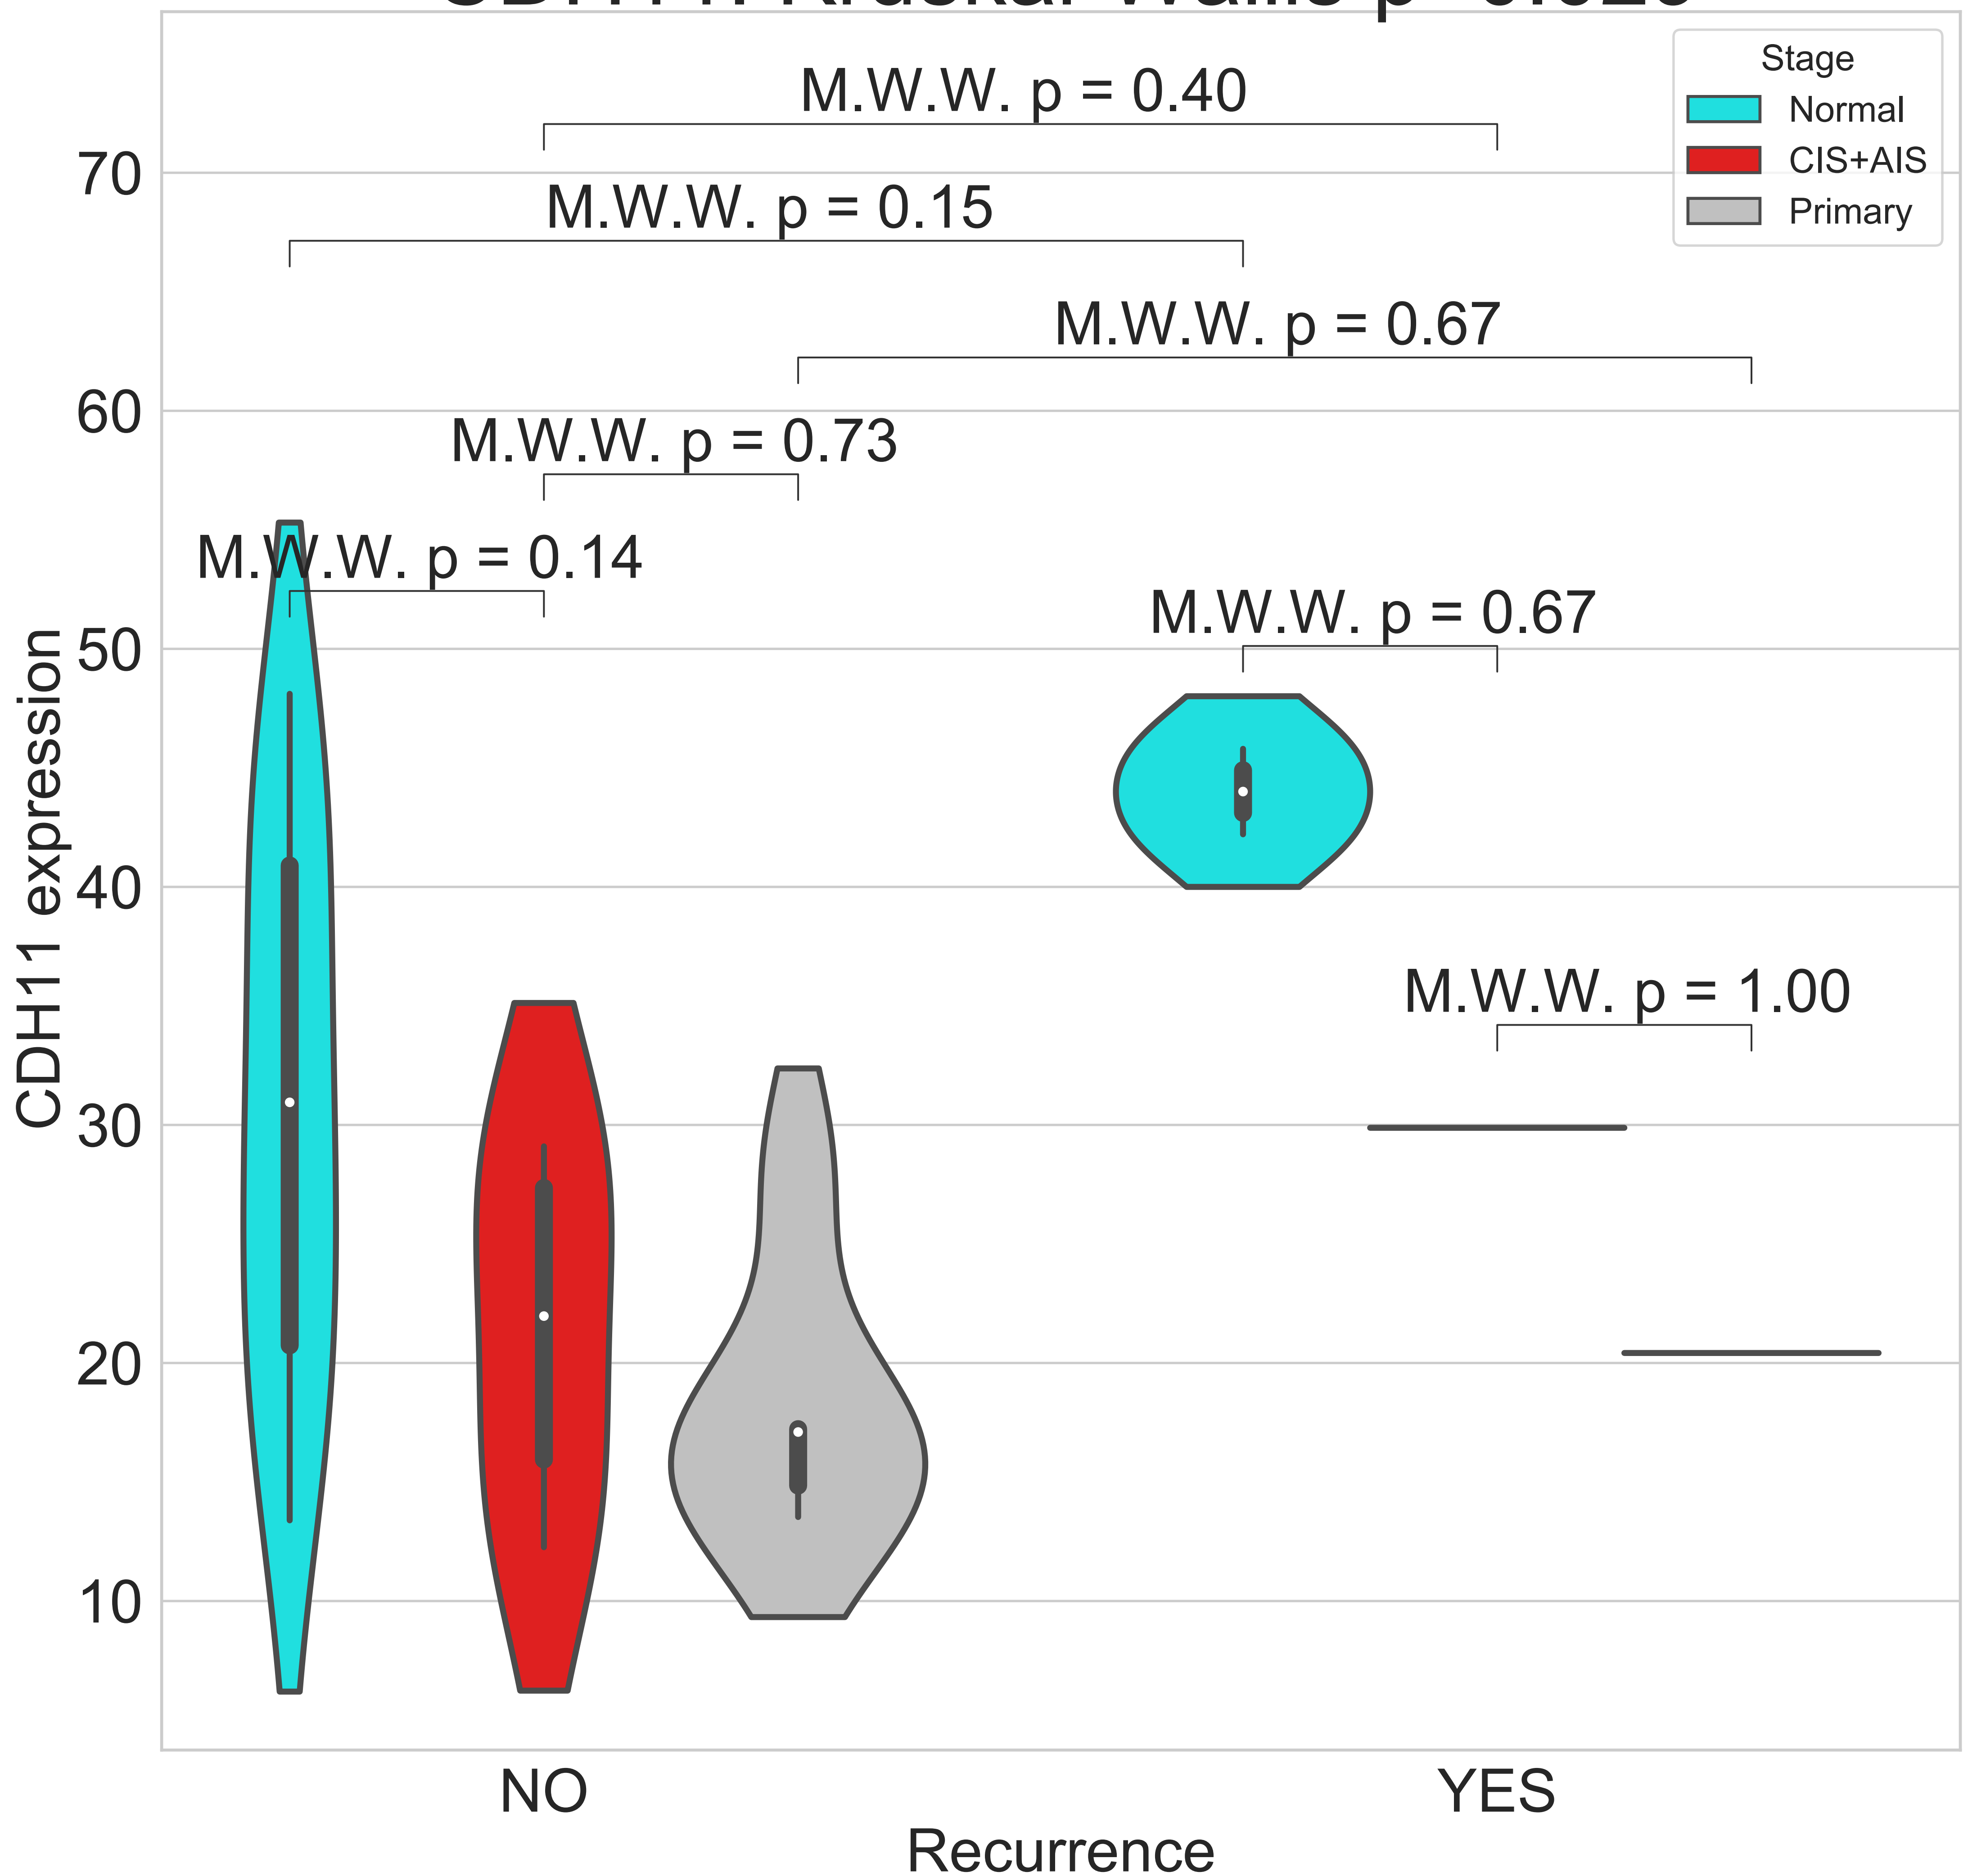 Stage
Normal
CIS+AIS
Primary
M.W.W. p = 0.40
M.W.W. p = 0.15
M.W.W. p = 0.67
M.W.W. p = 0.73
M.W.W. p = 0.14
M.W.W. p = 0.67
M.W.W. p = 1.00
CDH11 expression
70
60
50
40
30
20
10
NO
YES
Recurrence